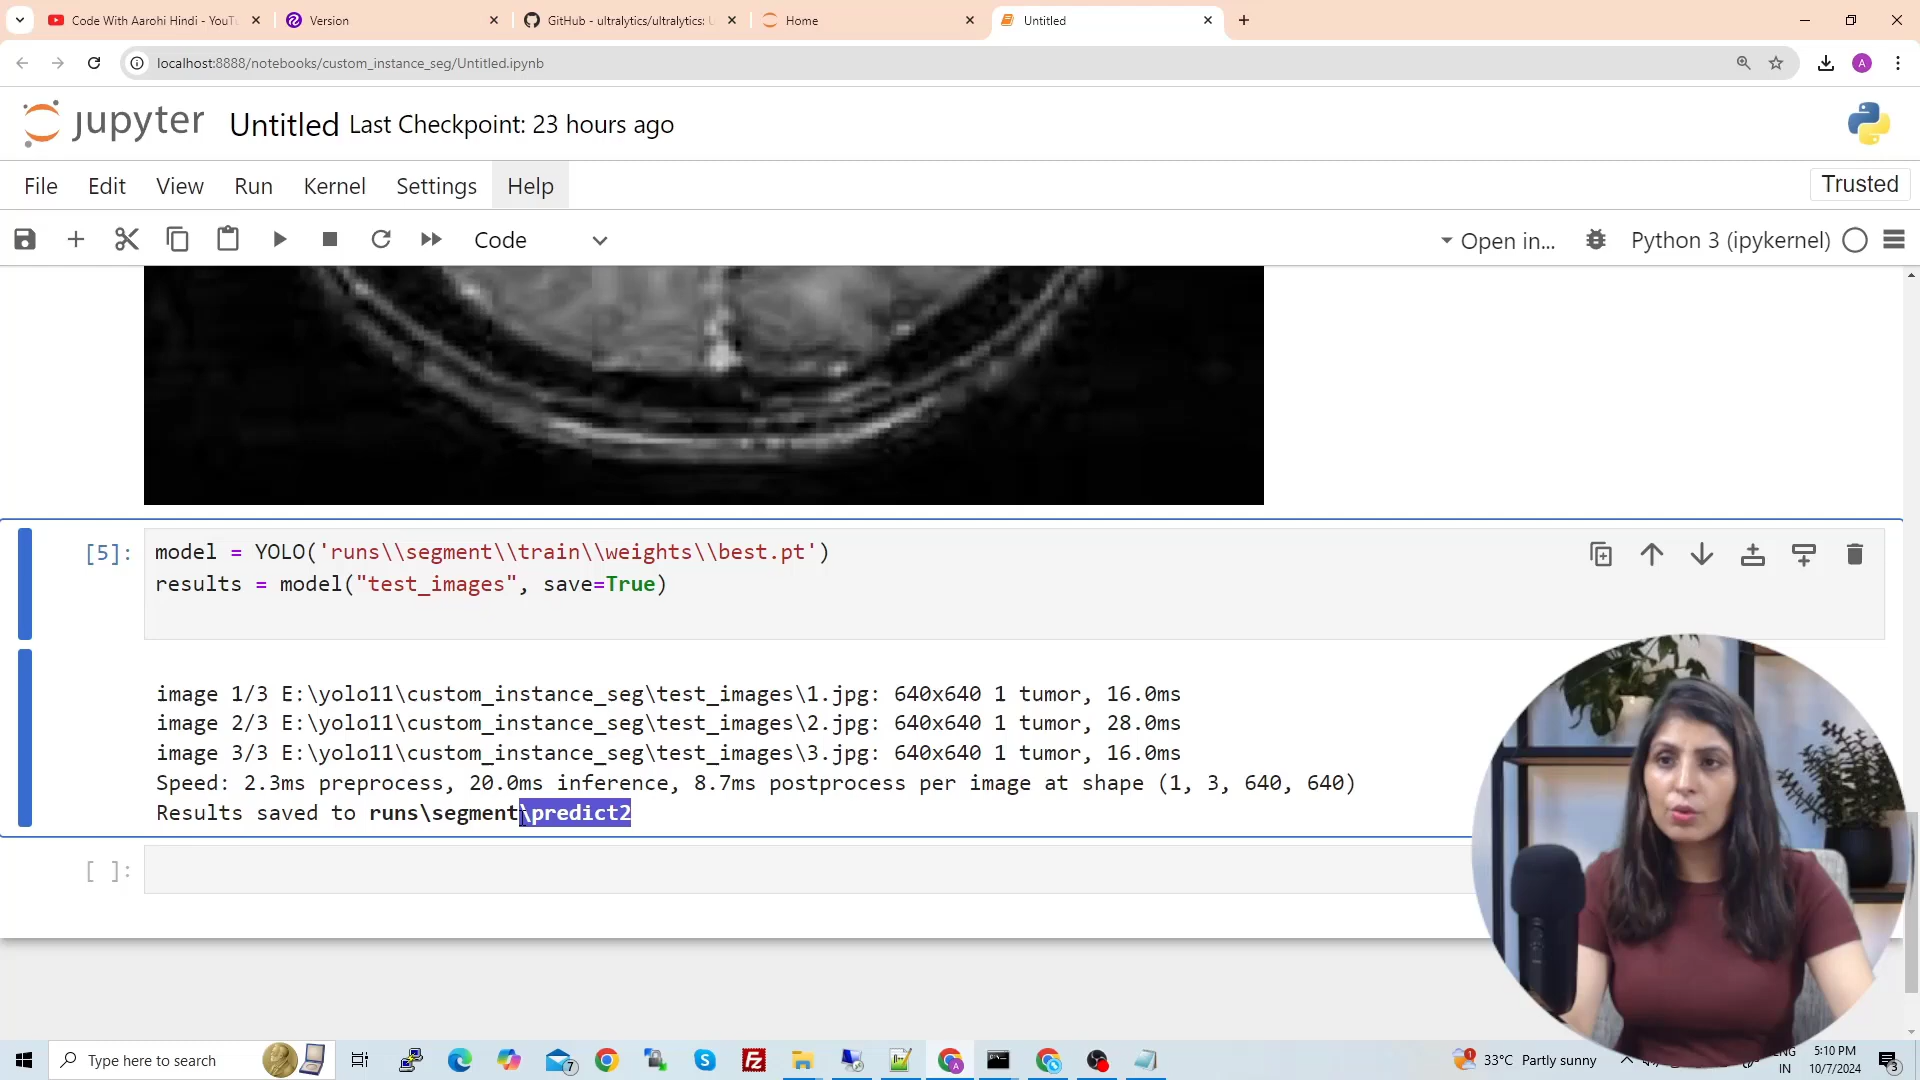 Code With Aarohi Hindi - YouTu
Version
GitHub - ultralytics/ultralytics: U
Home
Untitled
localhost:8888/notebooks/custom_instance_seg/Untitled.ipynb
A
jupyter Untitled Last Checkpoint: 23 hours ago
File Edit View Run Kernel Settings Help
Trusted
Code
Open in...
Python 3 (ipykernel)
[5]: model = YOLO('runs\\segment\\train\\weights\\best.pt')
results = model("test_images", save=True)
image 1/3 E:\yolo11\custom_instance_seg\test_images\1.jpg: 640x640 1 tumor, 16.0ms
image 2/3 E:\yolo11\custom_instance_seg\test_images\2.jpg: 640x640 1 tumor, 28.0ms
image 3/3 E:\yolo11\custom_instance_seg\test_images\3.jpg: 640x640 1 tumor, 16.0ms
Speed: 2.3ms preprocess, 20.0ms inference, 8.7ms postprocess per image at shape (1, 3, 640, 640)
Results saved to runs\segment\predict2
[ ]:
Type here to search
7
33°C Partly sunny
ENG
IN
5:10 PM
10/7/2024
3